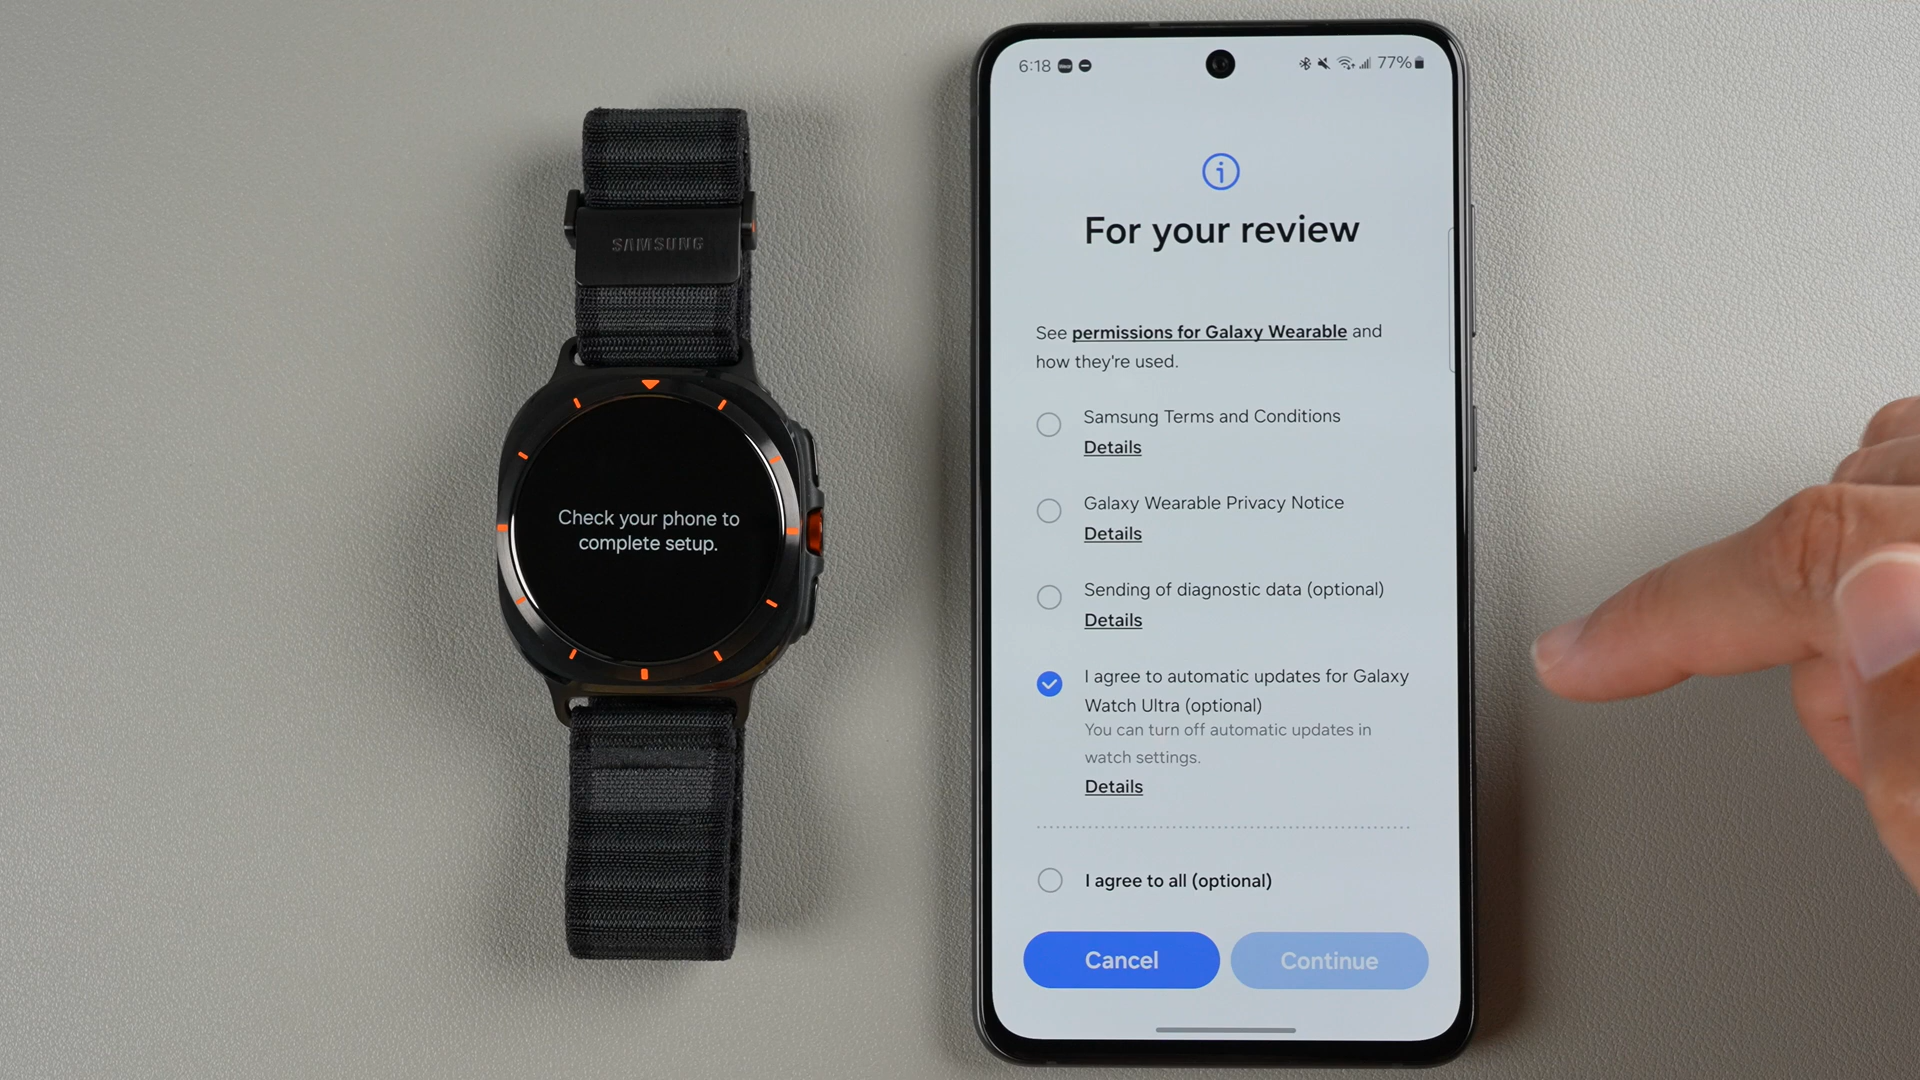 SAMSUNG
Check your phone to
complete setup.
6:18
77%
For your review
See permissions for Galaxy Wearable and
how they're used.
Samsung Terms and Conditions
Details
Galaxy Wearable Privacy Notice
Details
Sending of diagnostic data (optional)
Details
I agree to automatic updates for Galaxy
Watch Ultra (optional)
You can turn off automatic updates in
watch settings.
Details
I agree to all (optional)
Cancel
Continue